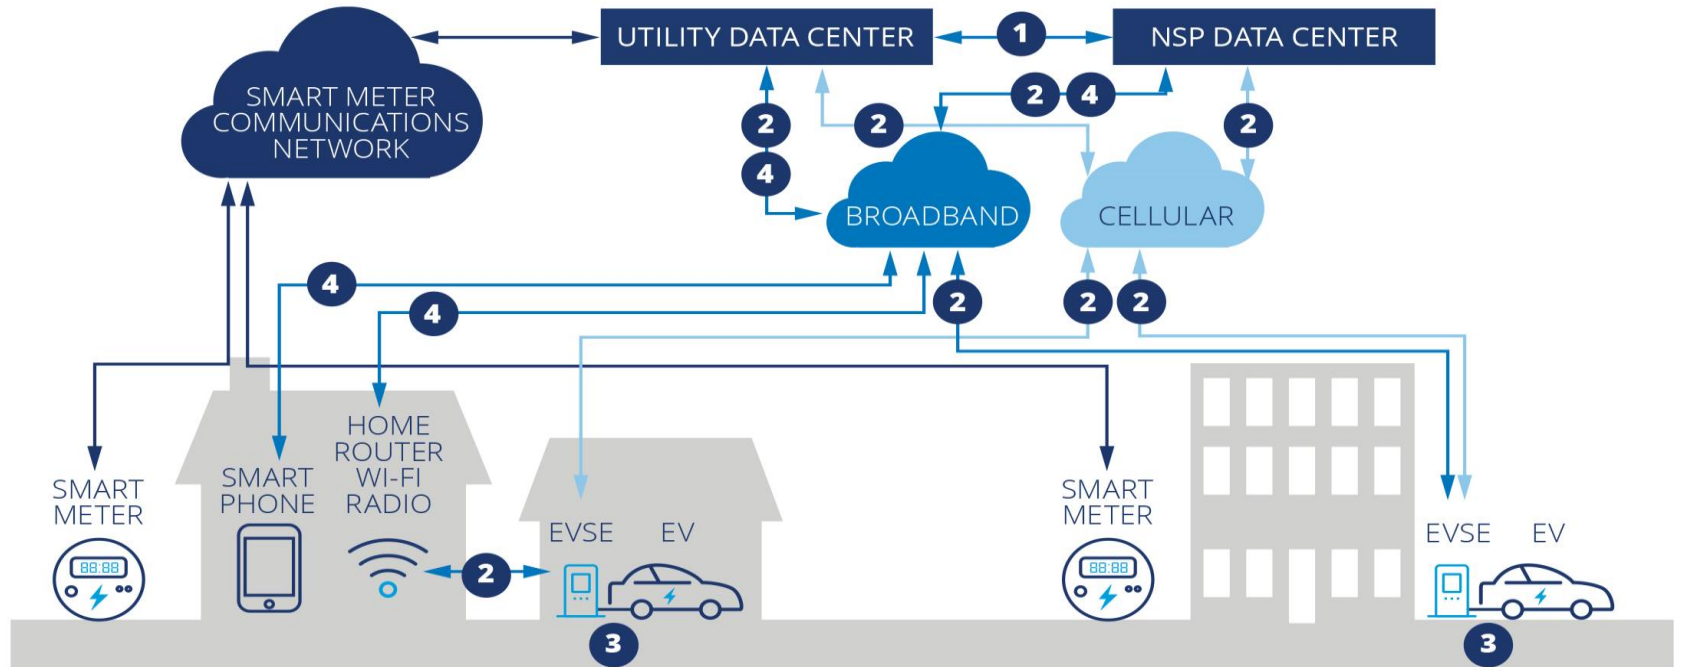 UTILITY DATA CENTER
1
NSP DATA CENTER
SMART METER
COMMUNICATIONS
NETWORK
2
4
2
2
4
2
BROADBAND
CELLULAR
4
4
2
2
2
SMART
METER
88:88
SMART
PHONE
HOME
ROUTER
WI-FI
RADIO
2
EVSE
EV
3
SMART
METER
88:88
EVSE
EV
3